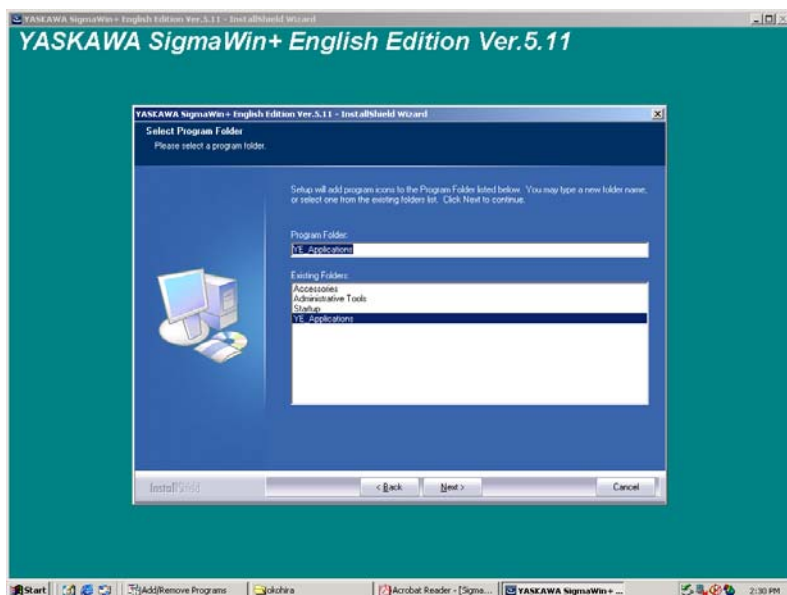 YASKAWA SigmaWin+ English Edition Ver.5.11 - InstallShield Wizard
YASKAWA SigmaWin+ English Edition Ver.5.11
YASKAWA SigmaWin+ English Edition Ver.5.11 - InstallShield Wizard
Select Program Folder
Please select a program folder.
Setup will add program icons to the Program Folder listed below. You may type a new folder name,
or select one from the existing folders list. Click Next to continue.
Program Folder:
YE_Applications
Existing Folders:
Accessories
Administrative Tools
Startup
YE_Applications
InstallShield
< Back
Next >
Cancel
Start
Add/Remove Programs
okohira
Acrobat Reader - [Sigma...
YASKAWA SigmaWin+ ...
2:30 PM